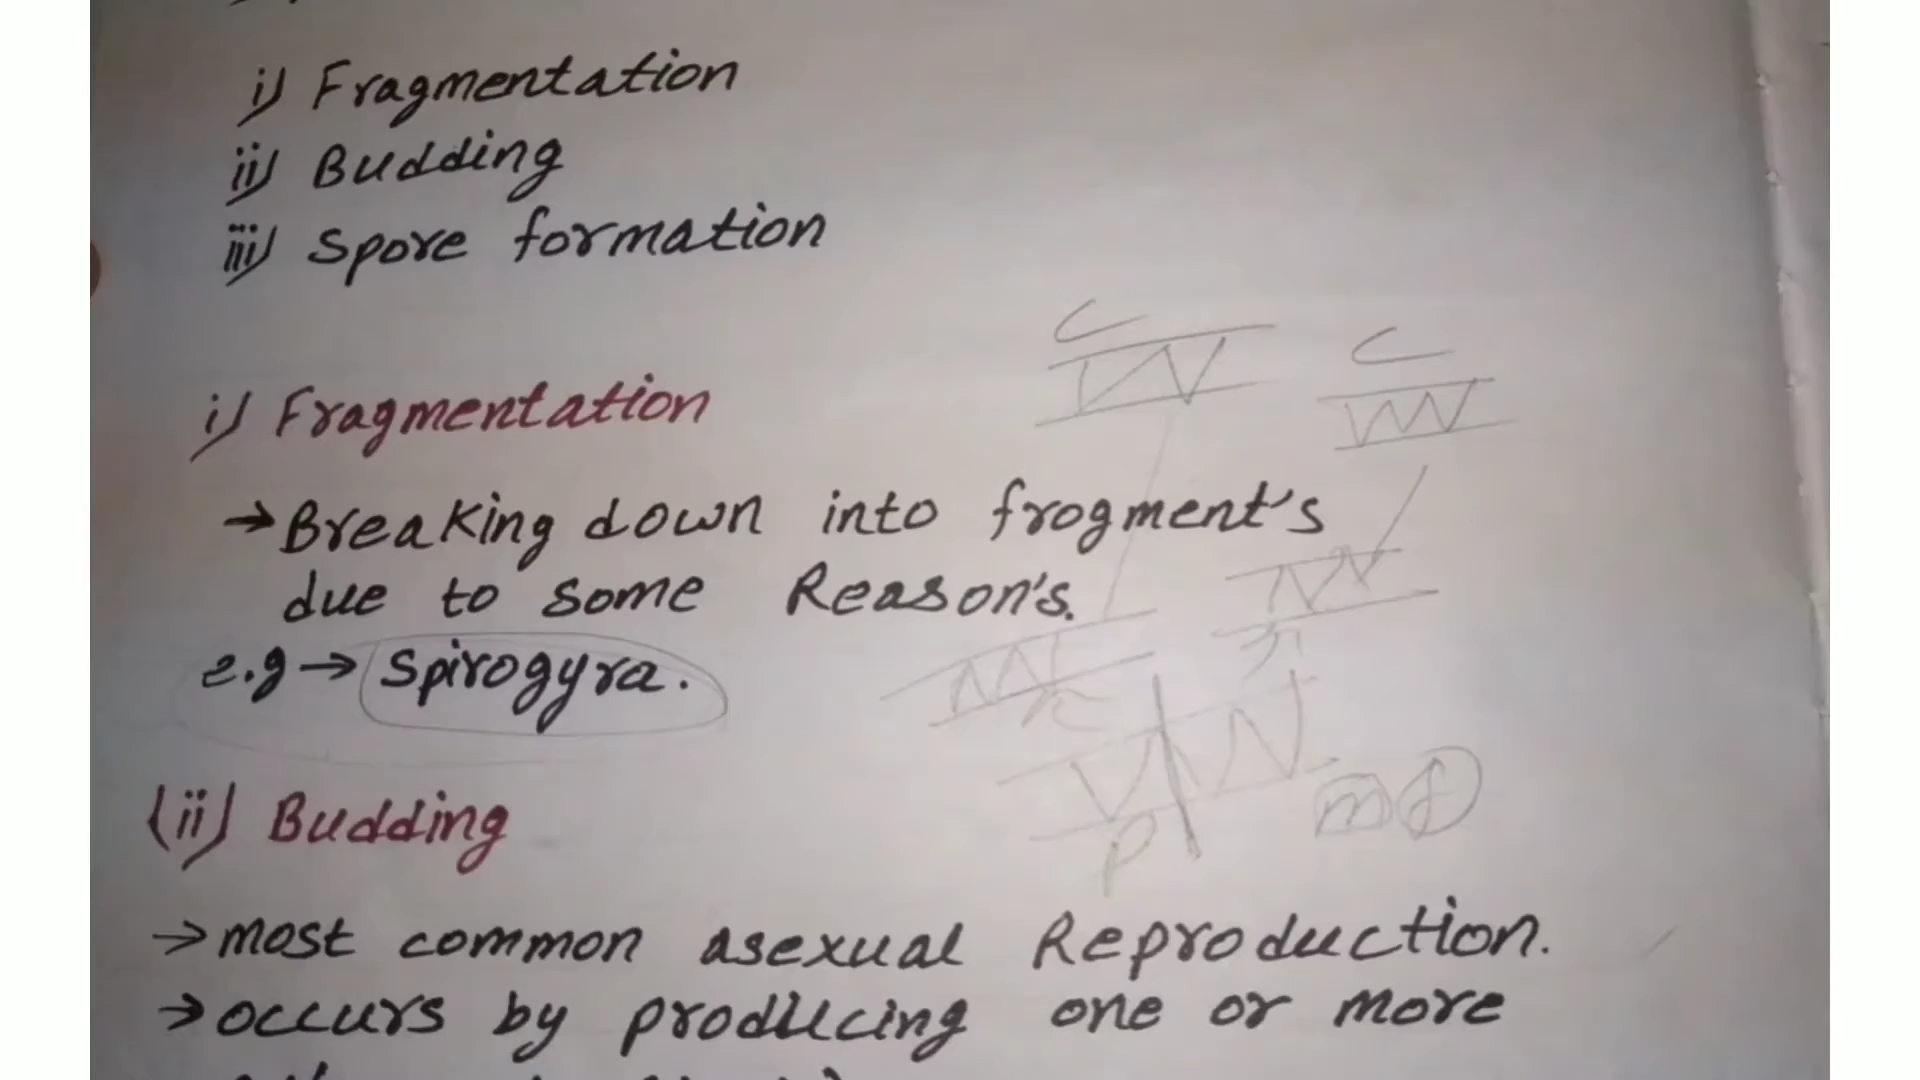 i) Fragmentation
ii) Budding
iii) Spore formation
i) Fragmentation
→ Breaking down into frogment's
due to some Reason's.
e.g → Spirogyra.
(ii) Budding
→ most common asexual Reproduction.
→ occurs by producing one or more